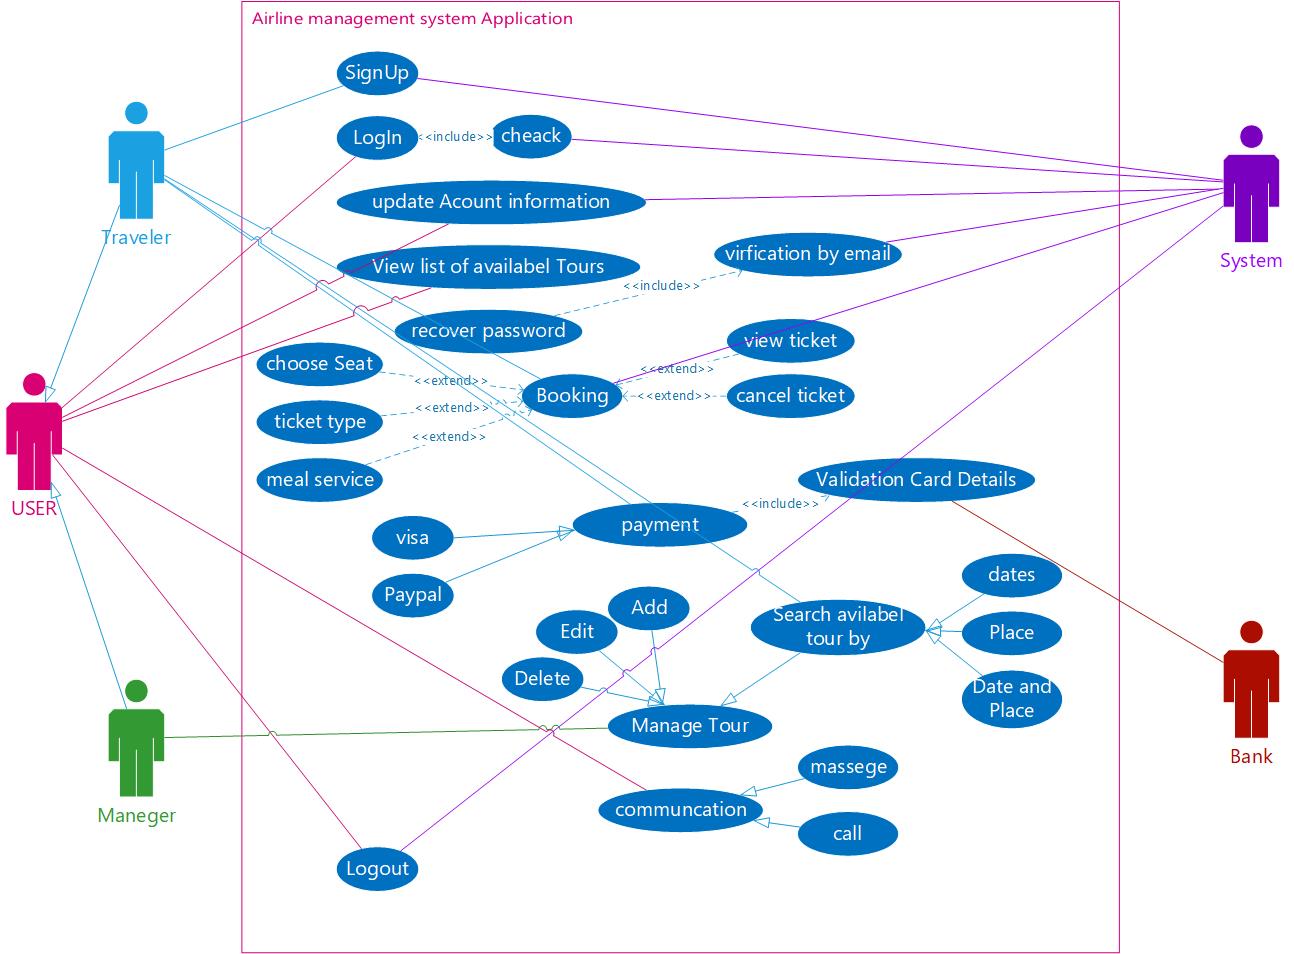 Airline management system Application
SignUp
LogIn
<<include>>
cheack
Traveler
update Acount information
System
View list of availabel Tours
virfication by email
<<include>>
recover password
view ticket
choose Seat
<<extend>>
<<extend>>
Booking
<<extend>>
cancel ticket
ticket type
<<extend>>
<<extend>>
meal service
Validation Card Details
USER
<<include>>
payment
visa
Paypal
dates
Add
Search avilabel
tour by
Edit
Place
Delete
Date and
Place
Manage Tour
Bank
massege
communcation
Maneger
call
Logout